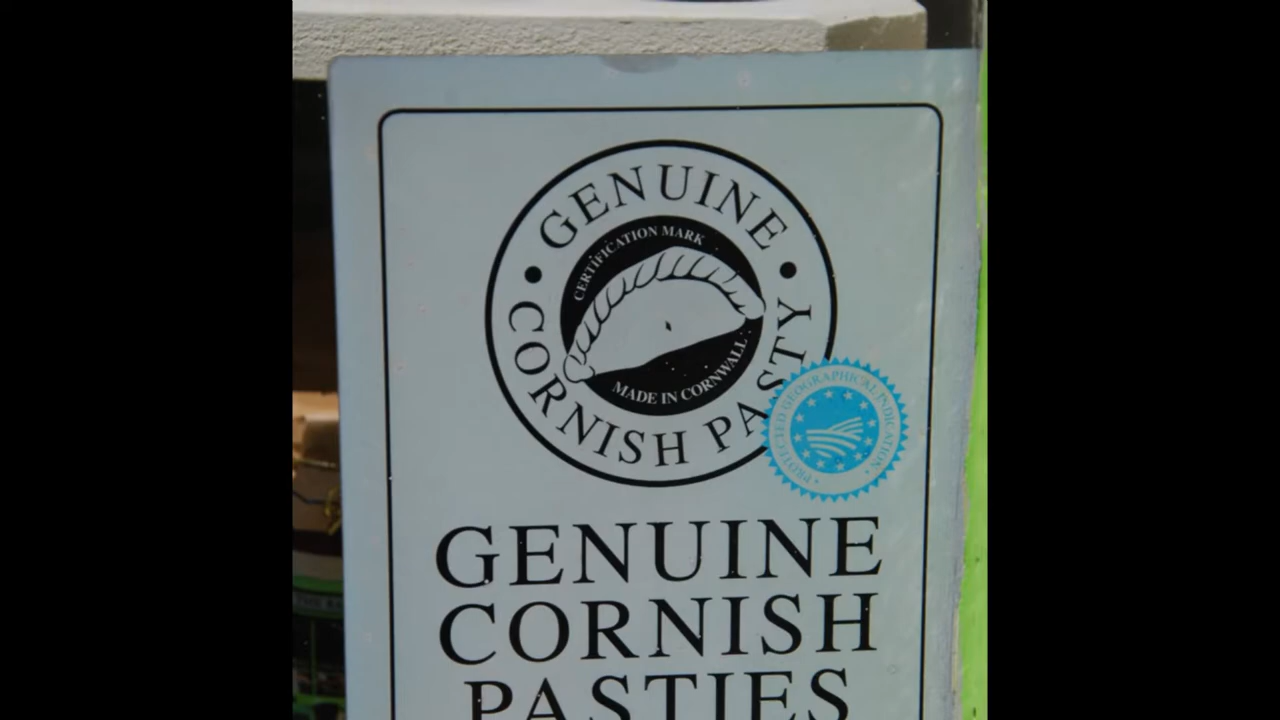 GENUINE
CERTIFICATION MARK
MADE IN CORNWALL
CORNISH PASTY
PROTECTED GEOGRAPHICAL INDICATION
GENUINE
CORNISH
PASTIES